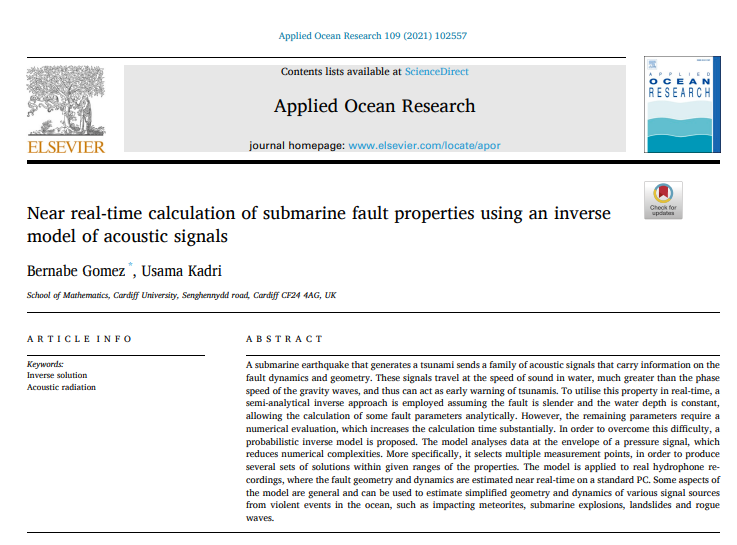 Applied Ocean Research 109 (2021) 102557
Contents lists available at ScienceDirect
Applied Ocean Research
journal homepage: www.elsevier.com/locate/apor
ELSEVIER
APPLIED
OCEAN
RESEARCH
Check for
updates
Near real-time calculation of submarine fault properties using an inverse
model of acoustic signals
Bernabe Gomez *, Usama Kadri
School of Mathematics, Cardiff University, Senghennydd road, Cardiff CF24 4AG, UK
ARTICLE INFO
Keywords:
Inverse solution
Acoustic radiation
ABSTRACT
A submarine earthquake that generates a tsunami sends a family of acoustic signals that carry information on the
fault dynamics and geometry. These signals travel at the speed of sound in water, much greater than the phase
speed of the gravity waves, and thus can act as early warning of tsunamis. To utilise this property in real-time, a
semi-analytical inverse approach is employed assuming the fault is slender and the water depth is constant,
allowing the calculation of some fault parameters analytically. However, the remaining parameters require a
numerical evaluation, which increases the calculation time substantially. In order to overcome this difficulty, a
probabilistic inverse model is proposed. The model analyses data at the envelope of a pressure signal, which
reduces numerical complexities. More specifically, it selects multiple measurement points, in order to produce
several sets of solutions within given ranges of the properties. The model is applied to real hydrophone re-
cordings, where the fault geometry and dynamics are estimated near real-time on a standard PC. Some aspects of
the model are general and can be used to estimate simplified geometry and dynamics of various signal sources
from violent events in the ocean, such as impacting meteorites, submarine explosions, landslides and rogue
waves.